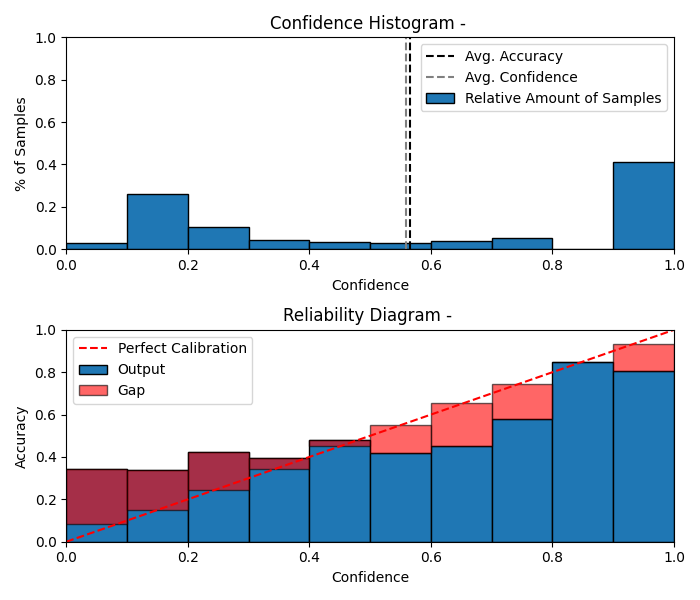 Confidence Histogram -
1.0
0.8
0.6
0.4
0.2
0.0
% of Samples
Avg. Accuracy
Avg. Confidence
Relative Amount of Samples
0.0 0.2 0.4 0.6 0.8 1.0
Confidence
Reliability Diagram -
1.0
0.8
0.6
0.4
0.2
0.0
Accuracy
Perfect Calibration
Output
Gap
0.0 0.2 0.4 0.6 0.8 1.0
Confidence